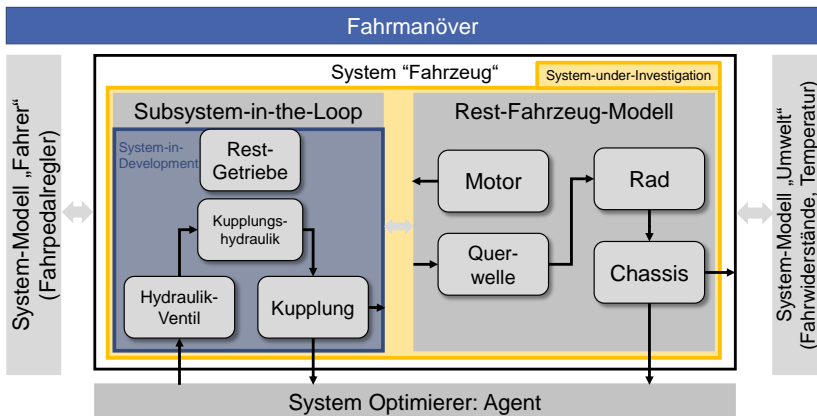 Fahrmanöver
System-Modell „Fahrer“
(Fahrpedalregler)
System “Fahrzeug“
System-under-Investigation
Subsystem-in-the-Loop
System-in-
Development
Rest-
Getriebe
Kupplungs-
hydraulik
Hydraulik-
Ventil
Kupplung
Rest-Fahrzeug-Modell
Motor
Rad
Quer-
welle
Chassis
System-Modell „Umwelt“
(Fahrwiderstände, Temperatur)
System Optimierer: Agent